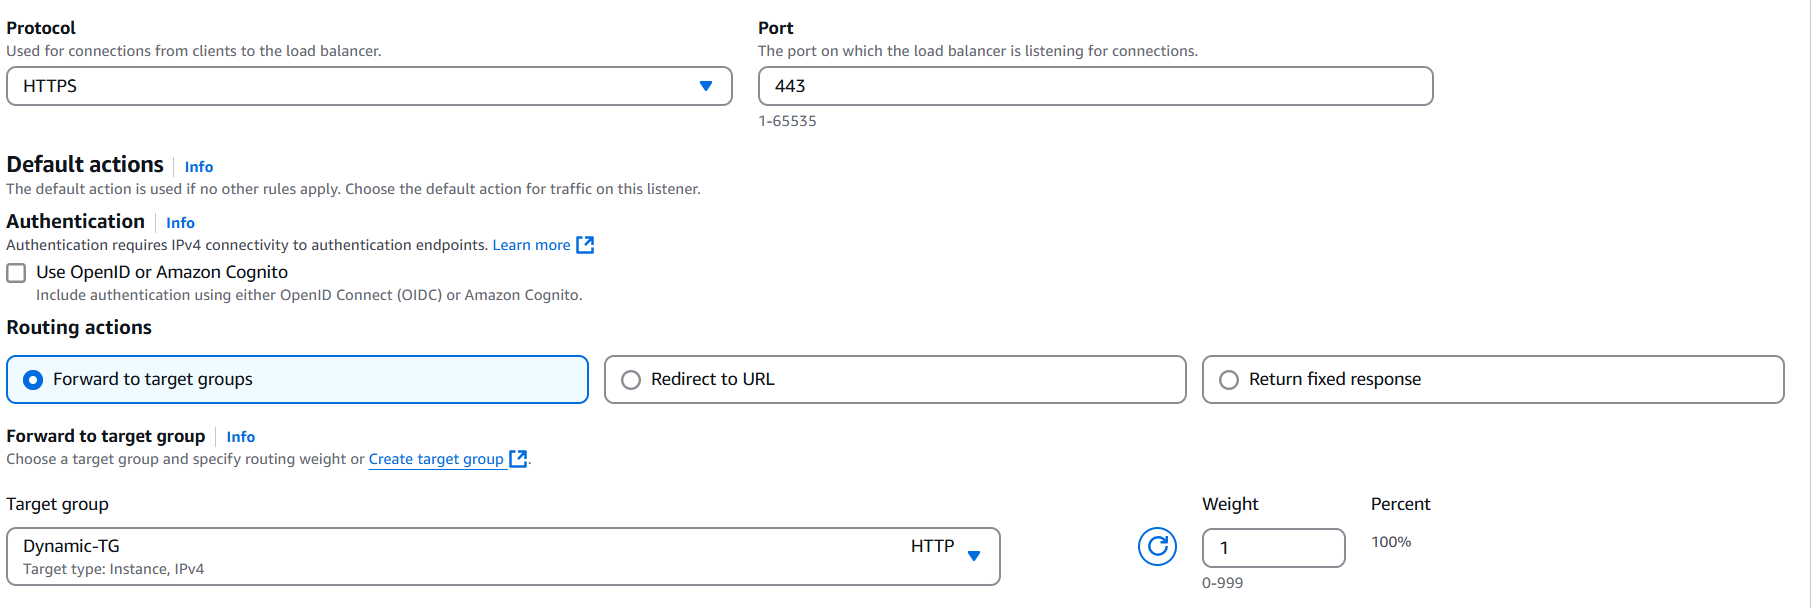 Protocol
Used for connections from clients to the load balancer.
HTTPS
Port
The port on which the load balancer is listening for connections.
443
1-65535
Default actions Info
The default action is used if no other rules apply. Choose the default action for traffic on this listener.
Authentication Info
Authentication requires IPv4 connectivity to authentication endpoints. Learn more
Use OpenID or Amazon Cognito
Include authentication using either OpenID Connect (OIDC) or Amazon Cognito.
Routing actions
Forward to target groups
Redirect to URL
Return fixed response
Forward to target group Info
Choose a target group and specify routing weight or Create target group.
Target group
Dynamic-TG HTTP
Target type: Instance, IPv4
Weight
1
0-999
Percent
100%